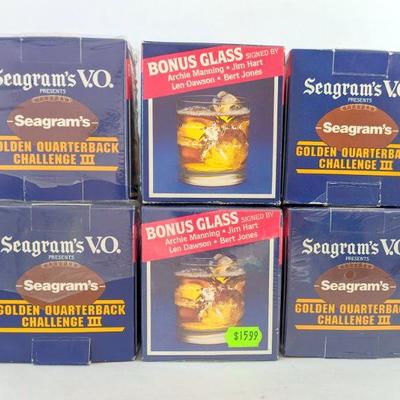 Seagram's V.O.
PRESENTS
Seagram's
GOLDEN QUARTERBACK
CHALLENGE III
BONUS GLASS SIGNED BY
Archie Manning • Jim Hart
Len Dawson • Bert Jones
Seagram's V.O.
PRESENTS
Seagram's
GOLDEN QUARTERBACK
CHALLENGE III
Seagram's V.O.
PRESENTS
Seagram's
GOLDEN QUARTERBACK
CHALLENGE III
BONUS GLASS SIGNED BY
Archie Manning • Jim Hart
Len Dawson • Bert Jones
$15.99
Seagram's V.O.
PRESENTS
Seagram's
GOLDEN QUARTERBACK
CHALLENGE III